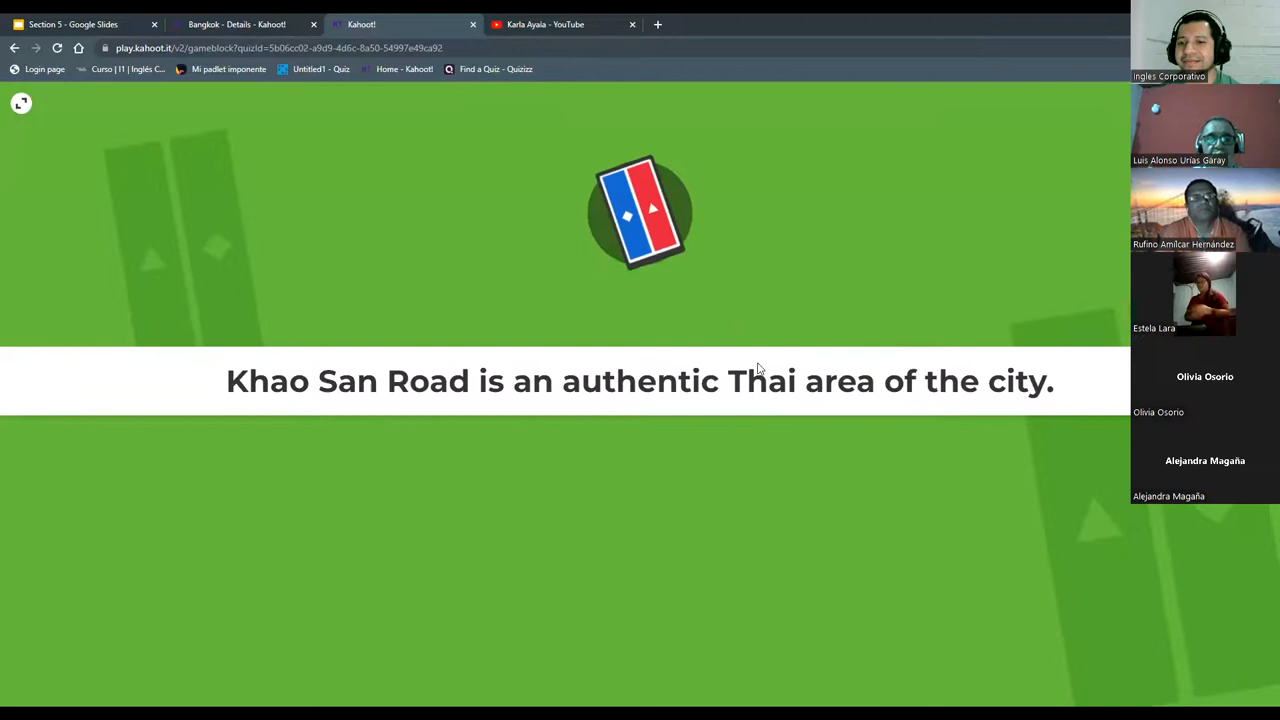 Section 5 - Google Slides
Bangkok - Details - Kahoot!
Kahoot!
Karla Ayala - YouTube
play.kahoot.it/v2/gameblock?quizId=5b06cc02-a9d9-4d6c-8a50-54997e49ca92
Login page
Curso | I1 | Inglés C...
Mi padlet imponente
Untitled1 - Quiz
Home - Kahoot!
Find a Quiz - Quizizz
Khao San Road is an authentic Thai area of the city.
Ingles Corporativo
Luis Alonso Urías Garay
Rufino Amílcar Hernández
Estela Lara
Olivia Osorio
Olivia Osorio
Alejandra Magaña
Alejandra Magaña